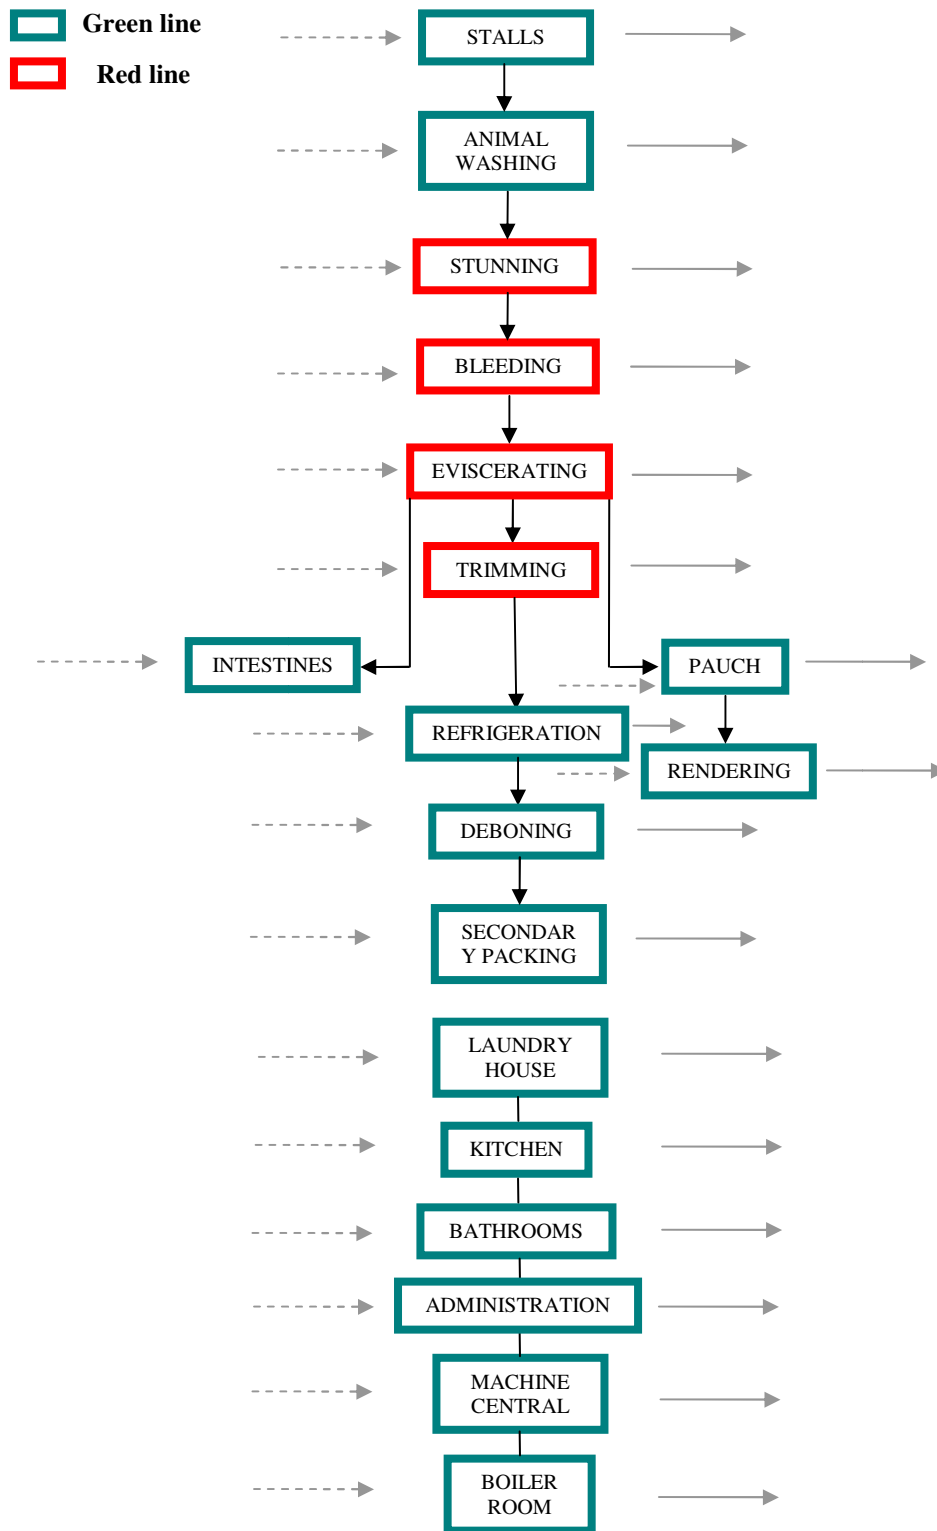 Green line
Red line
STALLS
ANIMAL
WASHING
STUNNING
BLEEDING
EVISCERATING
TRIMMING
INTESTINES
PAUCH
REFRIGERATION
RENDERING
DEBONING
SECONDAR
Y PACKING
LAUNDRY
HOUSE
KITCHEN
BATHROOMS
ADMINISTRATION
MACHINE
CENTRAL
BOILER
ROOM